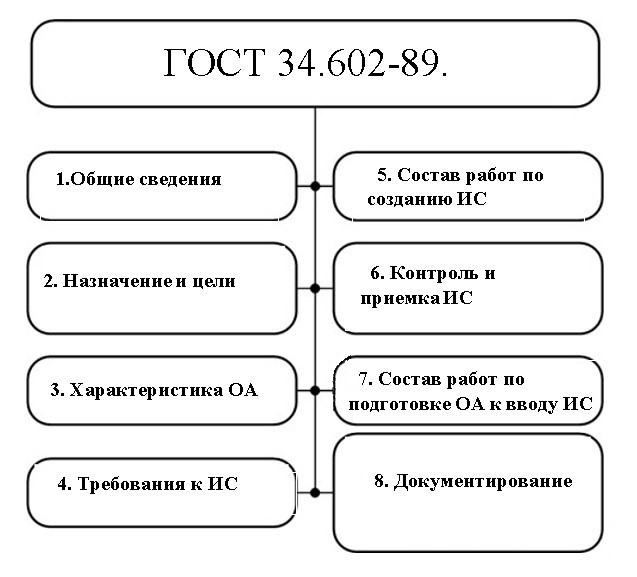 ГОСТ 34.602-89.
1.Общие сведения
2. Назначение и цели
3. Характеристика ОА
4. Требования к ИС
5. Состав работ по
созданию ИС
6. Контроль и
приемка ИС
7. Состав работ по
подготовке ОА к вводу ИС
8. Документирование